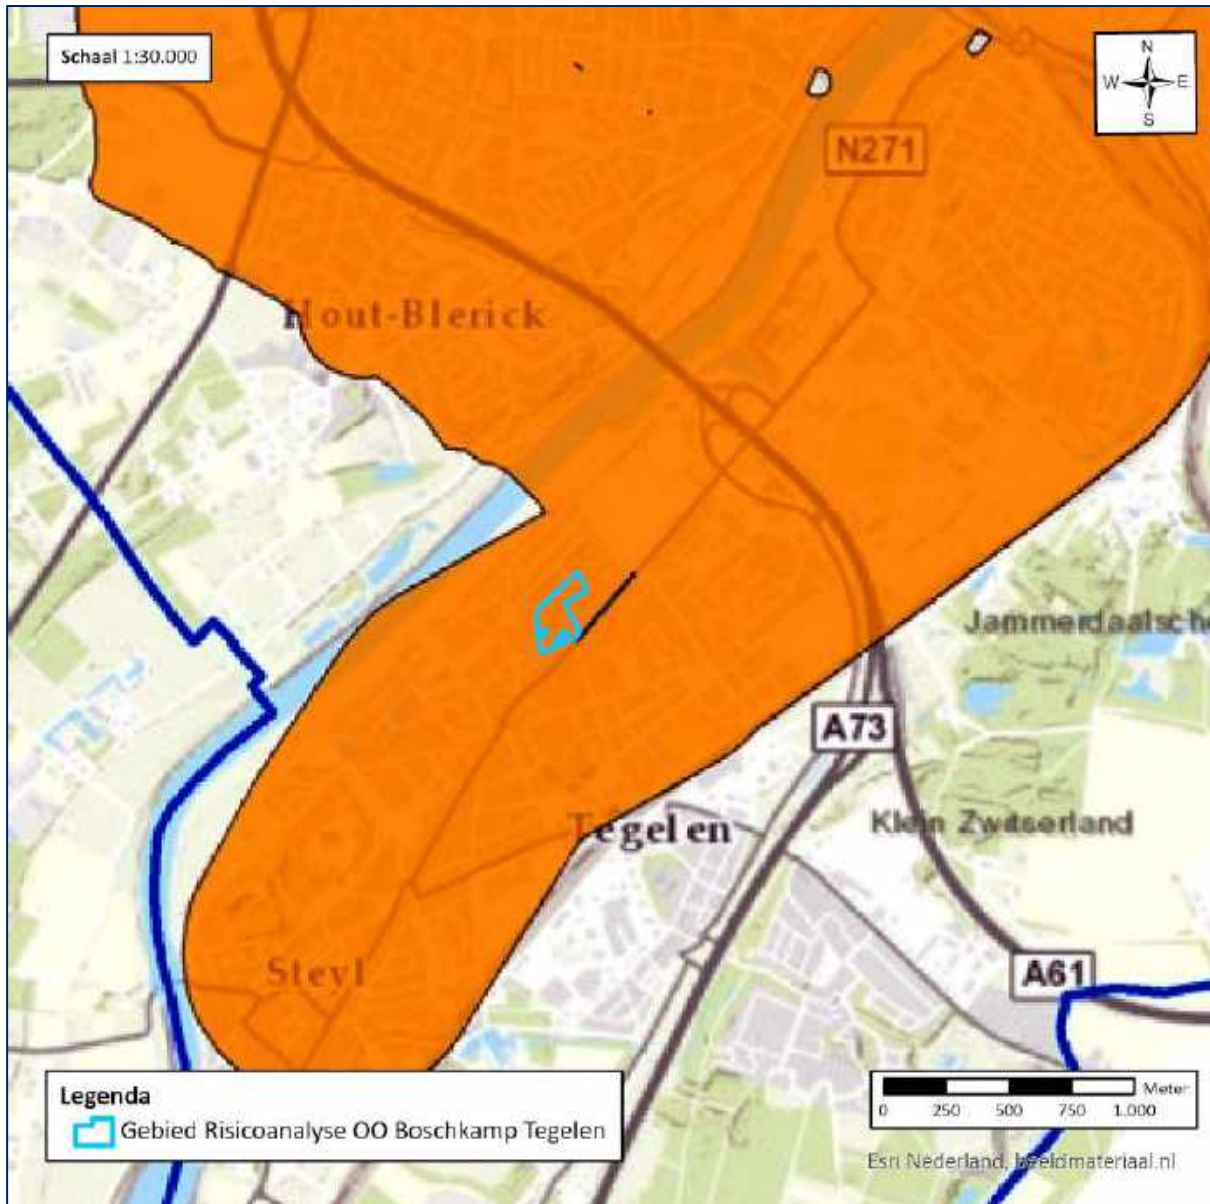 Schaal 1:30.000
N
W E
S
N271
Hout-Blerick
Jammerdaalsche
A73
Tegelen
Klein Zwitserland
Steyl
A61
Legenda
Gebied Risicoanalyse OO Boschkamp Tegelen
Meter
0 250 500 750 1.000
Esri Nederland, beeldmateriaal.nl